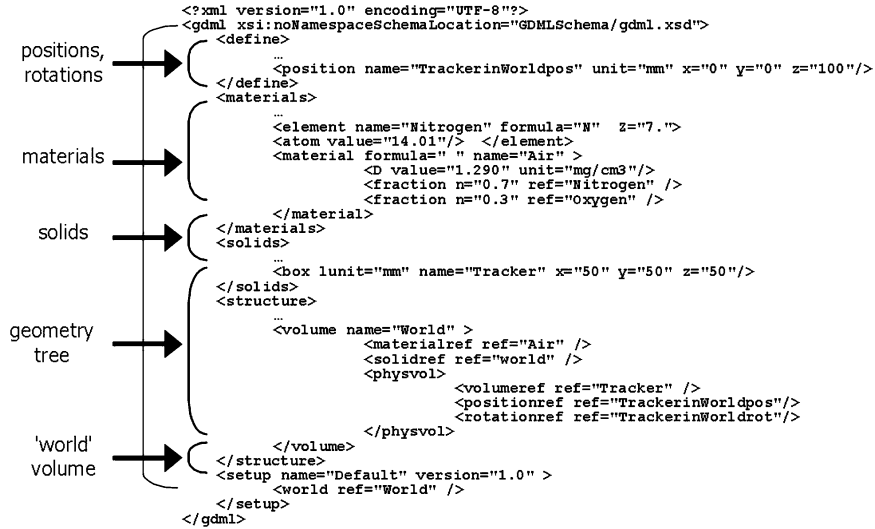 <?xml version="1.0" encoding="UTF-8"?>
<gdml xsi:noNamespaceSchemaLocation="GDMLSchema/gdml.xsd">
<define>
…
positions,
rotations
<position name="TrackerinWorldpos" unit="mm" x="0" y="0" z="100"/>
</define>
<materials>
…
<element name="Nitrogen" formula="N" Z="7.">
<atom value="14.01"/> </element>
materials
<material formula=" " name="Air" >
<D value="1.290" unit="mg/cm3"/>
<fraction n="0.7" ref="Nitrogen" />
<fraction n="0.3" ref="Oxygen" />
</material>
solids
</materials>
<solids>
…
<box lunit="mm" name="Tracker" x="50" y="50" z="50"/>
</solids>
<structure>
…
geometry
tree
<volume name="World" >
<materialref ref="Air" />
<solidref ref="world" />
<physvol>
<volumeref ref="Tracker" />
<positionref ref="TrackerinWorldpos"/>
<rotationref ref="TrackerinWorldrot"/>
</physvol>
'world'
volume
</volume>
</structure>
<setup name="Default" version="1.0" >
<world ref="World" />
</setup>
</gdml>